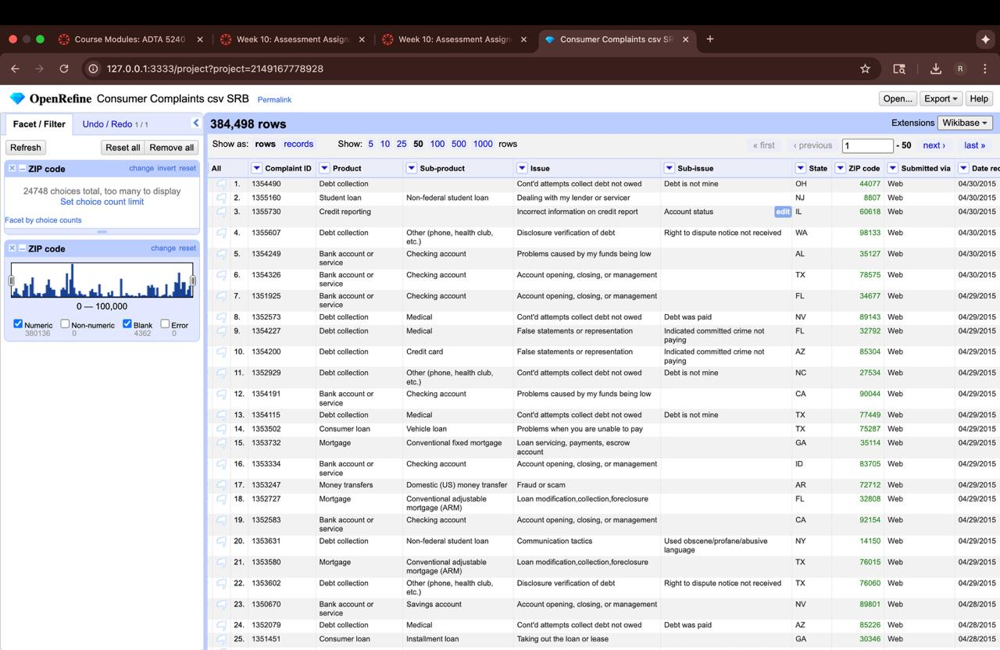 Course Modules: ADTA 5240
Week 10: Assessment Assign
Week 10: Assessment Assign
Consumer Complaints csv SR
127.0.0.1:3333/project?project=2149167778928
R
OpenRefine Consumer Complaints csv SRB Permalink
Open... Export Help
Facet / Filter Undo / Redo 1 / 1
384,498 rows
Extensions Wikibase
Refresh Reset all Remove all
Show as: rows records Show: 5 10 25 50 100 500 1000 rows
« first ‹ previous 1 - 50 next › last »
ZIP code change invert reset
24748 choices total, too many to display
Set choice count limit
Facet by choice counts
ZIP code change reset
0 — 100,000
Numeric Non-numeric Blank Error
380136 0 4362 0
All Complaint ID Product Sub-product Issue Sub-issue State ZIP code Submitted via Date rec
1. 1354490 Debt collection Cont'd attempts collect debt not owed Debt is not mine OH 44077 Web 04/30/2015
2. 1355160 Student loan Non-federal student loan Dealing with my lender or servicer NJ 8807 Web 04/30/2015
3. 1355730 Credit reporting Incorrect information on credit report Account status edit IL 60618 Web 04/30/2015
4. 1355607 Debt collection Other (phone, health club, Disclosure verification of debt Right to dispute notice not received WA 98133 Web 04/30/2015
etc.)
5. 1354249 Bank account or Checking account Problems caused by my funds being low AL 35127 Web 04/30/2015
service
6. 1354326 Bank account or Checking account Account opening, closing, or management TX 78575 Web 04/30/2015
service
7. 1351925 Bank account or Checking account Account opening, closing, or management FL 34677 Web 04/29/2015
service
8. 1352573 Debt collection Medical Cont'd attempts collect debt not owed Debt was paid NV 89143 Web 04/29/2015
9. 1354227 Debt collection Medical False statements or representation Indicated committed crime not FL 32792 Web 04/29/2015
paying
10. 1354200 Debt collection Credit card False statements or representation Indicated committed crime not AZ 85304 Web 04/29/2015
paying
11. 1352929 Debt collection Other (phone, health club, Cont'd attempts collect debt not owed Debt is not mine NC 27534 Web 04/29/2015
etc.)
12. 1354191 Bank account or Checking account Problems caused by my funds being low CA 90044 Web 04/29/2015
service
13. 1354115 Debt collection Medical Cont'd attempts collect debt not owed Debt is not mine TX 77449 Web 04/29/2015
14. 1353502 Consumer loan Vehicle loan Problems when you are unable to pay TX 75287 Web 04/29/2015
15. 1353732 Mortgage Conventional fixed mortgage Loan servicing, payments, escrow GA 35114 Web 04/29/2015
account
16. 1353334 Bank account or Checking account Account opening, closing, or management ID 83705 Web 04/29/2015
service
17. 1353247 Money transfers Domestic (US) money transfer Fraud or scam AR 72712 Web 04/29/2015
18. 1352727 Mortgage Conventional adjustable Loan modification,collection,foreclosure FL 32808 Web 04/29/2015
mortgage (ARM)
19. 1352583 Bank account or Checking account Account opening, closing, or management CA 92154 Web 04/29/2015
service
20. 1353631 Debt collection Non-federal student loan Communication tactics Used obscene/profane/abusive NY 14150 Web 04/29/2015
language
21. 1353580 Mortgage Conventional adjustable Loan modification,collection,foreclosure TX 76015 Web 04/29/2015
mortgage (ARM)
22. 1353602 Debt collection Other (phone, health club, Disclosure verification of debt Right to dispute notice not received TX 76060 Web 04/29/2015
etc.)
23. 1350670 Bank account or Savings account Account opening, closing, or management NV 89801 Web 04/28/2015
service
24. 1352079 Debt collection Medical Cont'd attempts collect debt not owed Debt was paid AZ 85226 Web 04/28/2015
25. 1351451 Consumer loan Installment loan Taking out the loan or lease GA 30346 Web 04/28/2015